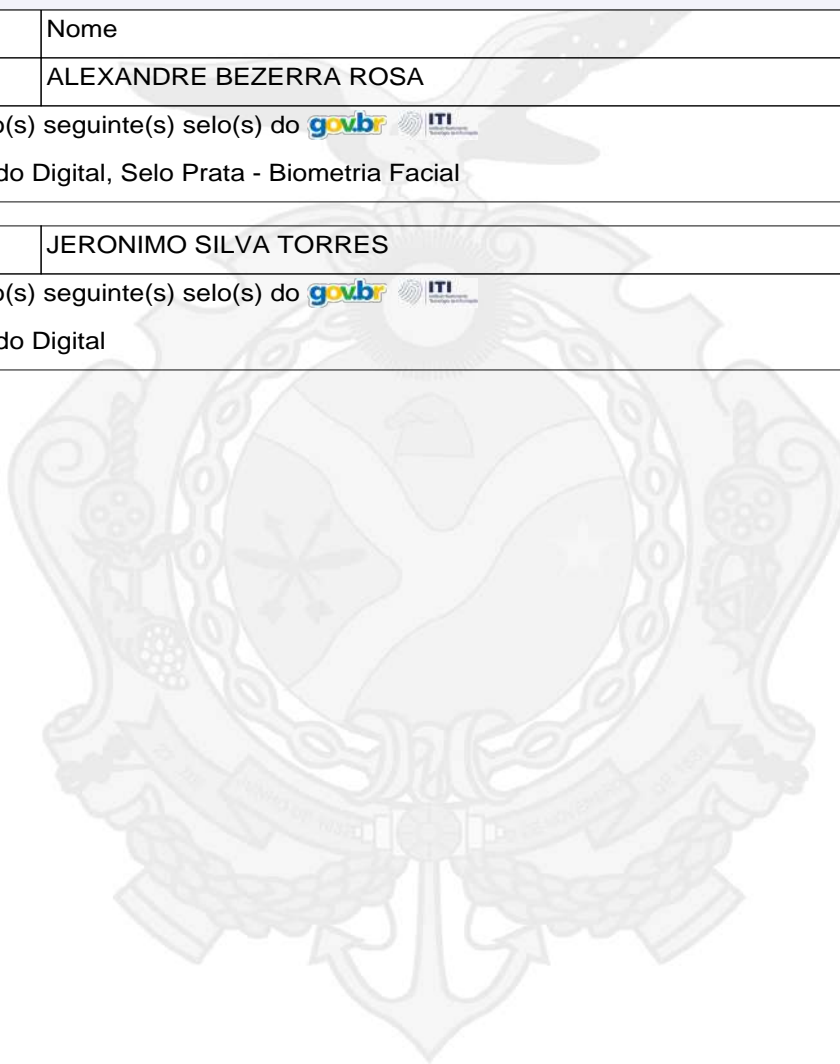 Nome
ALEXANDRE BEZERRA ROSA
o(s) seguinte(s) selo(s) do gov.br ITI
do Digital, Selo Prata - Biometria Facial
JERONIMO SILVA TORRES
o(s) seguinte(s) selo(s) do gov.br ITI
do Digital